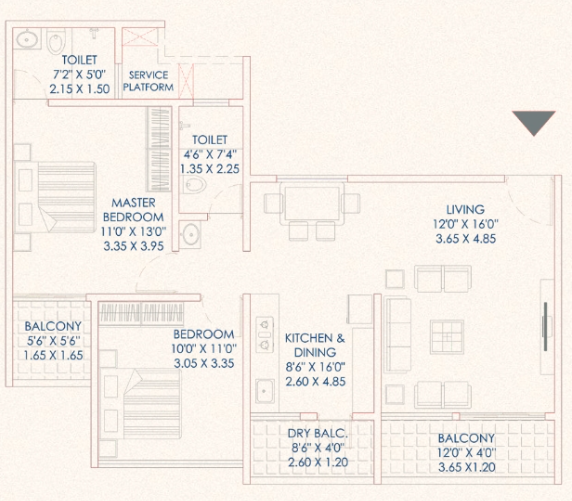 TOILET
7'2" X 5'0"
2.15 X 1.50
SERVICE
PLATFORM
TOILET
4'6" X 7'4"
1.35 X 2.25
MASTER
BEDROOM
11'0" X 13'0"
3.35 X 3.95
LIVING
12'0" X 16'0"
3.65 X 4.85
BALCONY
5'6" X 5'6"
1.65 X 1.65
BEDROOM
10'0" X 11'0"
3.05 X 3.35
KITCHEN &
DINING
8'6" X 16'0"
2.60 X 4.85
DRY BALC.
8'6" X 4'0"
2.60 X 1.20
BALCONY
12'0" X 4'0"
3.65 X1.20